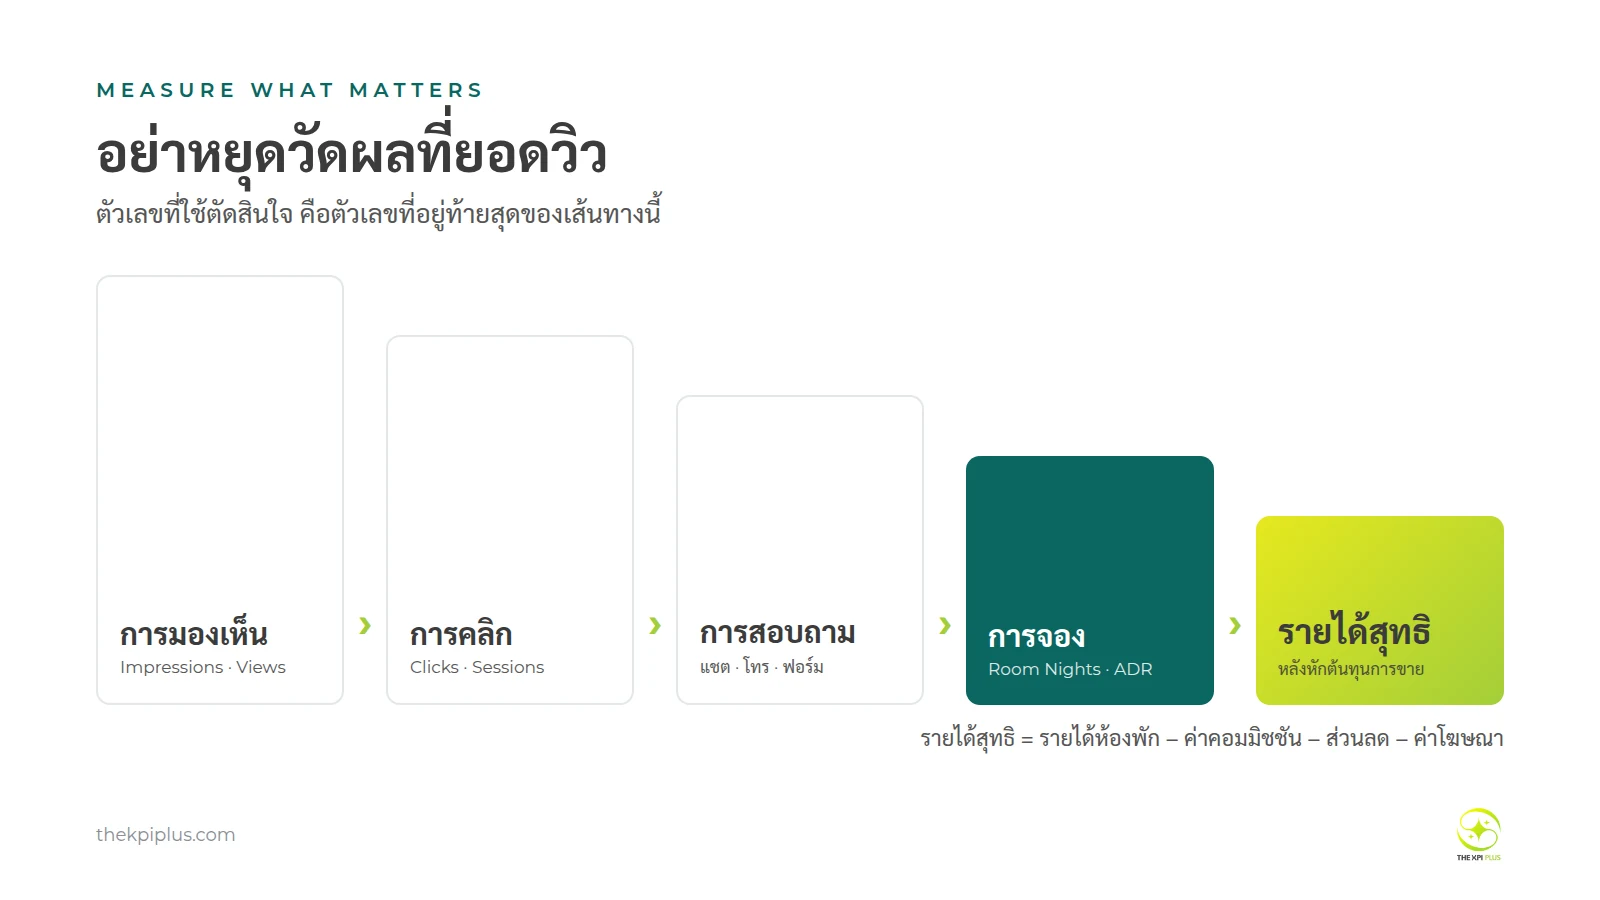 MEASURE WHAT MATTERS
อย่าหยุดวัดผลที่ยอดวิว
ตัวเลขที่ใช้ตัดสินใจ คือตัวเลขที่อยู่ท้ายสุดของเส้นทางนี้
การมองเห็น
Impressions · Views
›
การคลิก
Clicks · Sessions
›
การสอบถาม
แชต · โทร · ฟอร์ม
›
การจอง
Room Nights · ADR
›
รายได้สุทธิ
หลังหักต้นทุนการขาย
รายได้สุทธิ = รายได้ห้องพัก – ค่าคอมมิชชัน – ส่วนลด – ค่าโฆษณา
thekpiplus.com
THE KPI PLUS